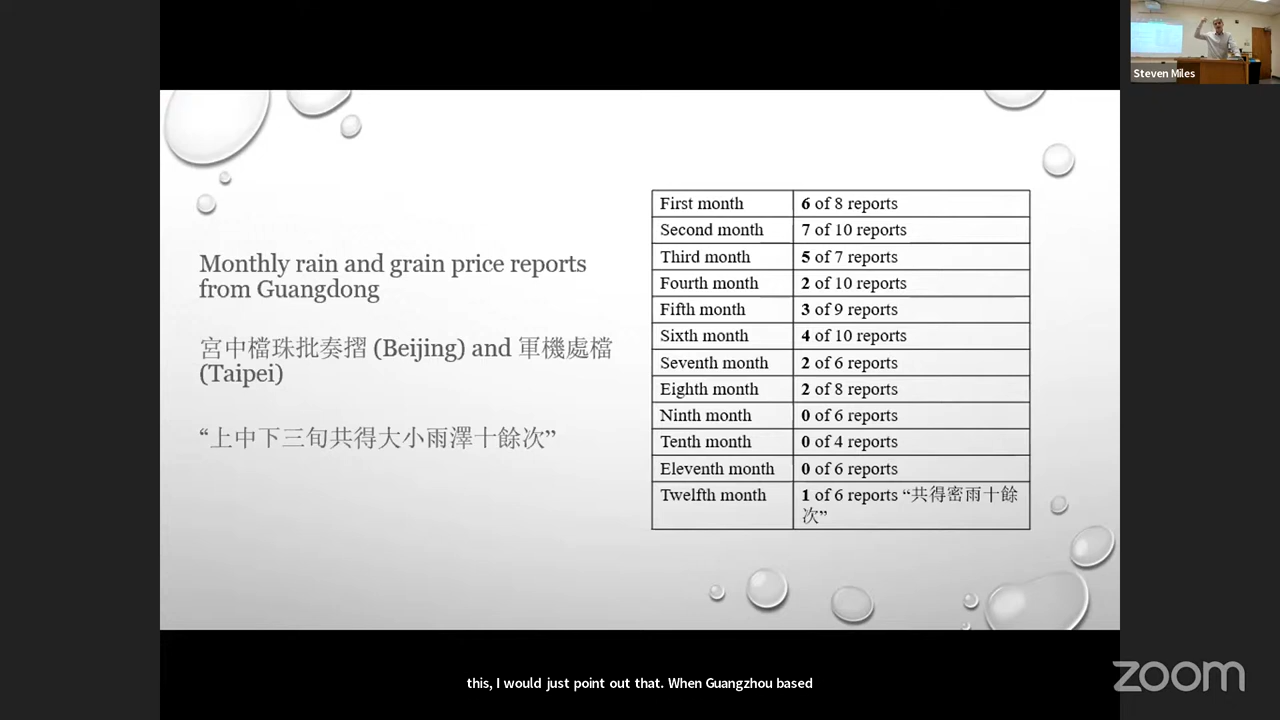 Steven Miles
Monthly rain and grain price reports
from Guangdong
宮中檔珠批奏摺 (Beijing) and 軍機處檔
(Taipei)
“上中下三旬共得大小雨澤十餘次”
First month 6 of 8 reports
Second month 7 of 10 reports
Third month 5 of 7 reports
Fourth month 2 of 10 reports
Fifth month 3 of 9 reports
Sixth month 4 of 10 reports
Seventh month 2 of 6 reports
Eighth month 2 of 8 reports
Ninth month 0 of 6 reports
Tenth month 0 of 4 reports
Eleventh month 0 of 6 reports
Twelfth month 1 of 6 reports “共得密雨十餘
次”
this, I would just point out that. When Guangzhou based
zoom